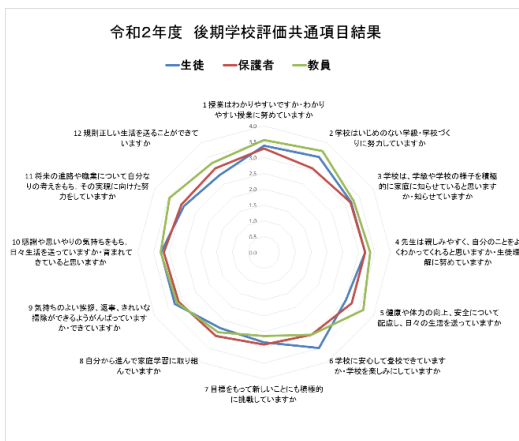 令和2年度 後期学校評価共通項目結果
生徒 保護者 教員
1 授業はわかりやすいですか・わかり
やすい授業に努めていますか
2 学校はいじめのない学級・学校づく
りに努力していますか
3 学校は、学級や学校の様子を積極
的に家庭に知らせていると思いま
すか・知らせていますか
4 先生は親しみやすく、自分のことをよ
くわかってくれると思いますか・生徒理
解に努めていますか
5 健康や体力の向上、安全について
配慮し、日々の生活を送っていますか
6 学校に安心して登校できています
か・学校を楽しみにしていますか
7 目標をもって新しいことにも積極的
に挑戦していますか
8 自分から進んで家庭学習に取り組
んでいますか
9 気持ちのよい挨拶、返事、きれいな
掃除ができるようがんばっています
か・できていますか
10 感謝や思いやりの気持ちをもち、
日々生活を送っていますか・育まれて
きていると思いますか
11 将来の進路や職業について自分な
りの考えをもち、その実現に向けた努
力をしていますか
12 規則正しい生活を送ることができて
いますか
4.0
3.5
3.0
2.5
2.0
1.5
1.0
0.5
0.0